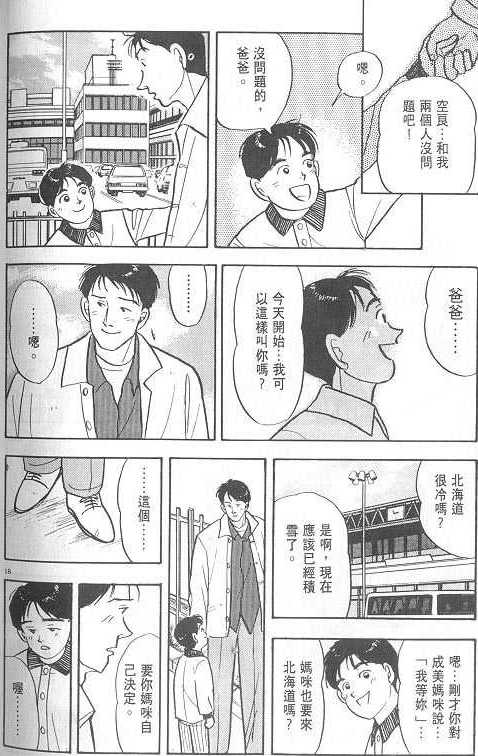 空頁…和我
兩個人沒問
題吧！
嗯。
沒問題的，
爸爸。
爸爸……
今天開始…我可
以這樣叫你嗎？
……
……嗯。
北海道
很冷嗎？
是啊，現在
應該已經積
雪了。
……這個……
嗯…剛才你對
成美媽咪說…
「我等妳」…
媽咪也要來
北海道嗎？
要你媽咪自
己決定。
喔……
16